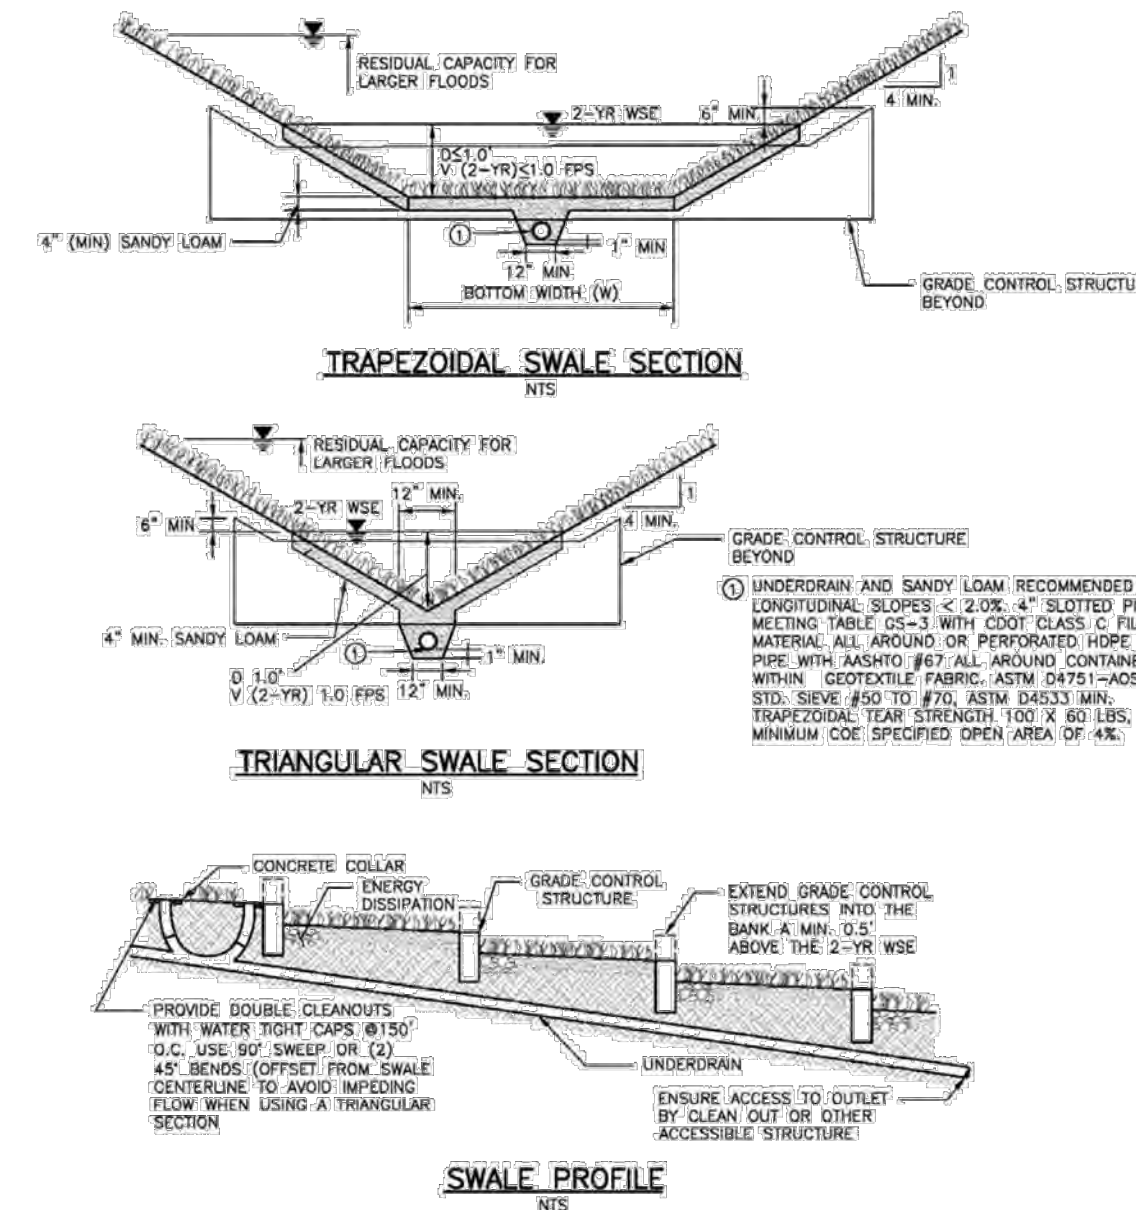 RESIDUAL CAPACITY FOR
LARGER FLOODS
1
4 MIN.
2-YR WSE
6" MIN.
D≤1.0'
V (2-YR)≤1.0 FPS
4" (MIN) SANDY LOAM
1
1" MIN
12" MIN
BOTTOM WIDTH (W)
GRADE CONTROL STRUCTU
BEYOND
TRAPEZOIDAL SWALE SECTION
NTS
RESIDUAL CAPACITY FOR
LARGER FLOODS
12" MIN.
2-YR WSE
1
4 MIN.
6" MIN
GRADE CONTROL STRUCTURE
BEYOND
4" MIN. SANDY LOAM
1
1" MIN.
D 1.0'
V (2-YR) 1.0 FPS
12" MIN.
1 UNDERDRAIN AND SANDY LOAM RECOMMENDED
LONGITUDINAL SLOPES < 2.0%. 4" SLOTTED PI
MEETING TABLE GS-3 WITH CDOT CLASS C FIL
MATERIAL ALL AROUND OR PERFORATED HDPE
PIPE WITH AASHTO #67 ALL AROUND CONTAINE
WITHIN GEOTEXTILE FABRIC. ASTM D4751-AOS
STD. SIEVE #50 TO #70, ASTM D4533 MIN.
TRAPEZOIDAL TEAR STRENGTH 100 X 60 LBS,
MINIMUM COE SPECIFIED OPEN AREA OF 4%.
TRIANGULAR SWALE SECTION
NTS
CONCRETE COLLAR
ENERGY
DISSIPATION
GRADE CONTROL
STRUCTURE
EXTEND GRADE CONTROL
STRUCTURES INTO THE
BANK A MIN. 0.5'
ABOVE THE 2-YR WSE
PROVIDE DOUBLE CLEANOUTS
WITH WATER TIGHT CAPS @150'
O.C. USE 90° SWEEP OR (2)
45° BENDS (OFFSET FROM SWALE
CENTERLINE TO AVOID IMPEDING
FLOW WHEN USING A TRIANGULAR
SECTION
UNDERDRAIN
ENSURE ACCESS TO OUTLET
BY CLEAN OUT OR OTHER
ACCESSIBLE STRUCTURE
SWALE PROFILE
NTS